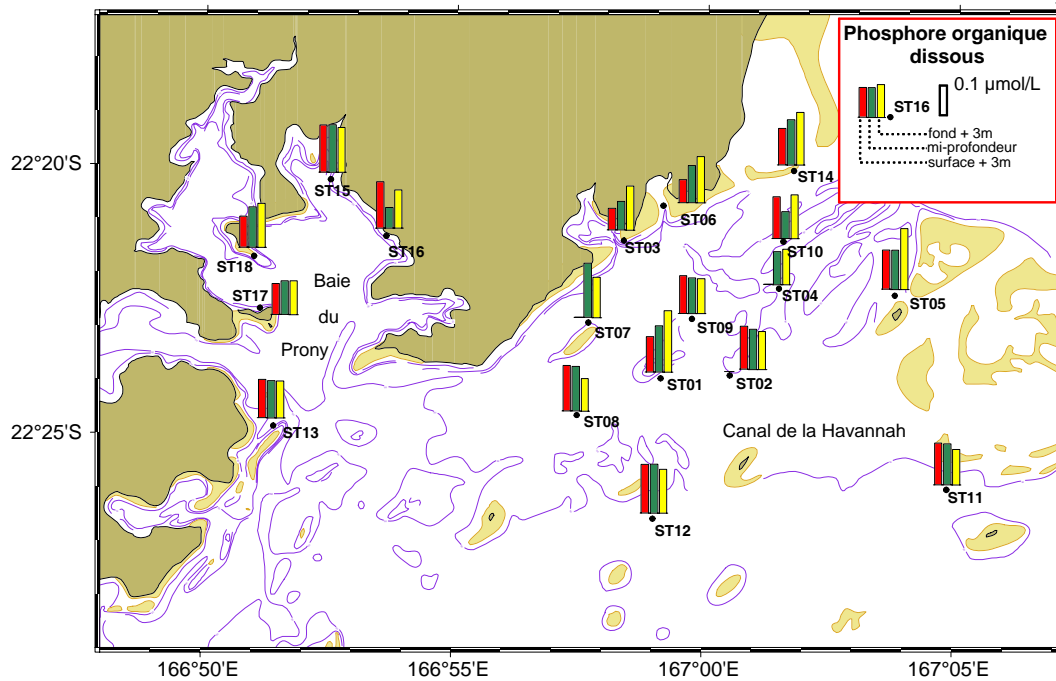 Phosphore organique
dissous
0.1 µmol/L
ST16
fond + 3m
mi-profondeur
surface + 3m
22°20'S
22°25'S
ST15
ST14
ST16
ST06
ST03
ST10
ST18
Baie
du
Prony
ST17
ST04
ST05
ST07
ST09
ST01
ST02
ST08
ST13
Canal de la Havannah
ST11
ST12
166°50'E
166°55'E
167°00'E
167°05'E